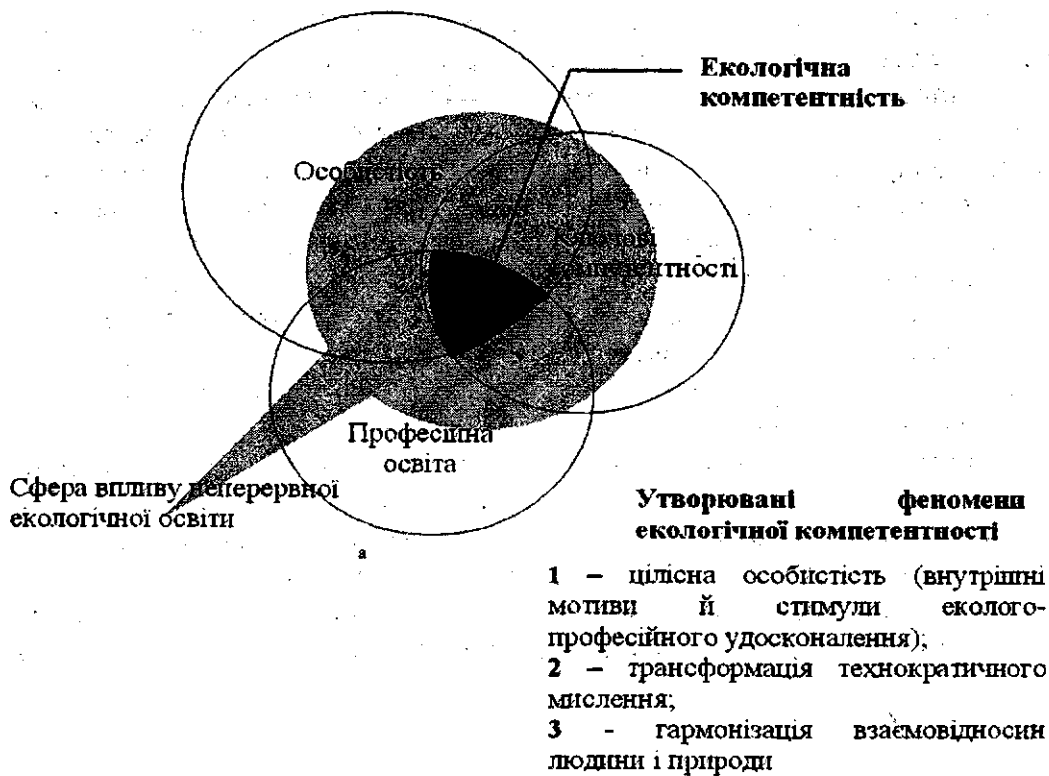 Екологічна
компетентність
Особистість
Ключові
компетентності
Професійна
освіта
Сфера впливу неперервної
екологічної освіти
а
Утворювані феномени
екологічної компетентності
1 – цілісна особистість (внутрішні
мотиви й стимули еколого-
професійного удосконалення);
2 – трансформація технократичного
мислення;
3 - гармонізація взаємовідносин
людини і природи